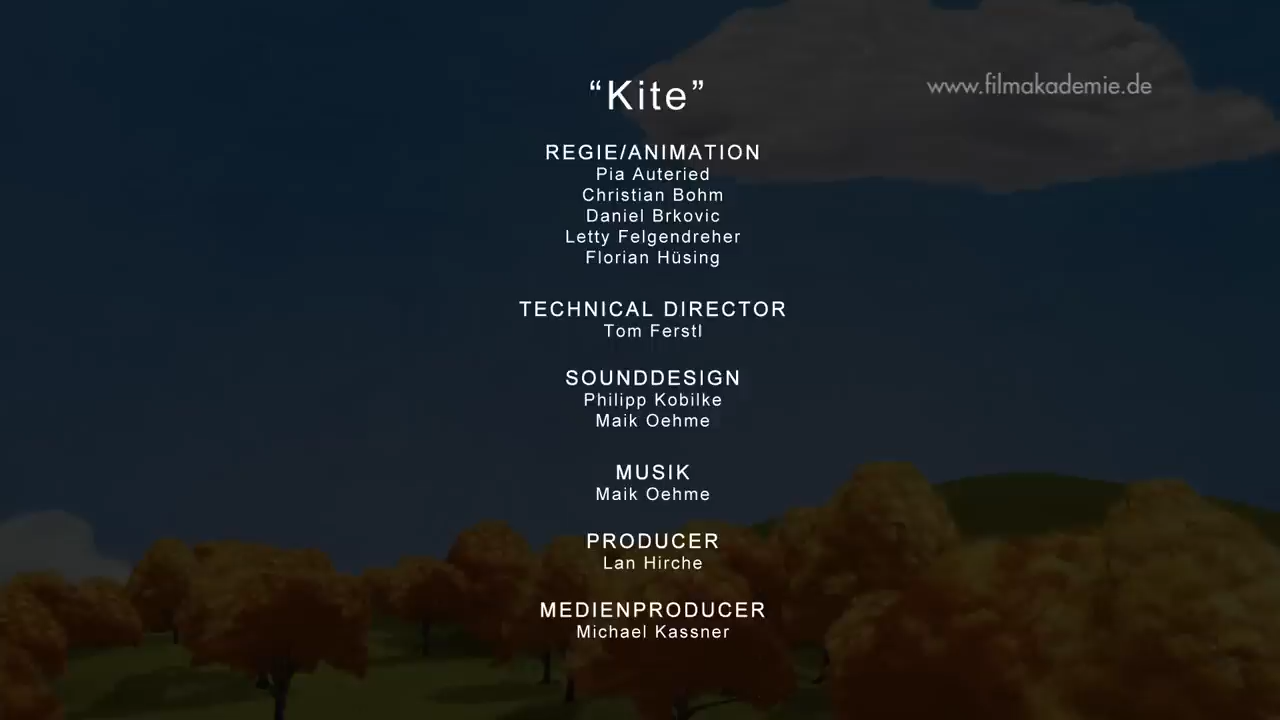 “Kite”
www.filmakademie.de
REGIE/ANIMATION
Pia Auteried
Christian Bohm
Daniel Brkovic
Letty Felgendreher
Florian Hüsing
TECHNICAL DIRECTOR
Tom Ferstl
SOUNDDESIGN
Philipp Kobilke
Maik Oehme
MUSIK
Maik Oehme
PRODUCER
Lan Hirche
MEDIENPRODUCER
Michael Kassner